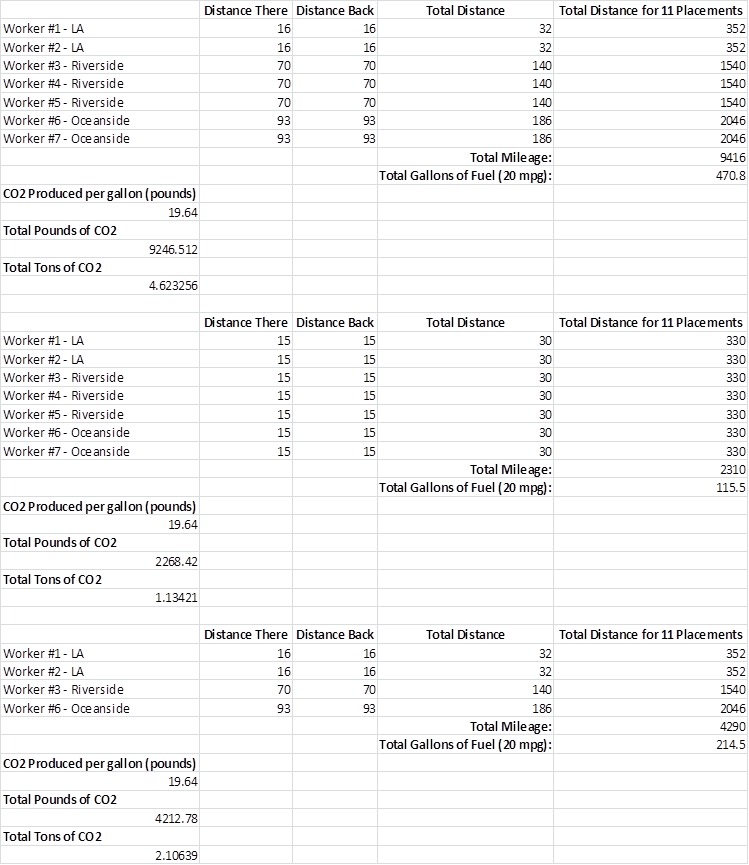 Distance There Distance Back Total Distance Total Distance for 11 Placements
Worker #1 - LA 16 16 32 352
Worker #2 - LA 16 16 32 352
Worker #3 - Riverside 70 70 140 1540
Worker #4 - Riverside 70 70 140 1540
Worker #5 - Riverside 70 70 140 1540
Worker #6 - Oceanside 93 93 186 2046
Worker #7 - Oceanside 93 93 186 2046
Total Mileage: 9416
Total Gallons of Fuel (20 mpg): 470.8
CO2 Produced per gallon (pounds)
19.64
Total Pounds of CO2
9246.512
Total Tons of CO2
4.623256
Distance There Distance Back Total Distance Total Distance for 11 Placements
Worker #1 - LA 15 15 30 330
Worker #2 - LA 15 15 30 330
Worker #3 - Riverside 15 15 30 330
Worker #4 - Riverside 15 15 30 330
Worker #5 - Riverside 15 15 30 330
Worker #6 - Oceanside 15 15 30 330
Worker #7 - Oceanside 15 15 30 330
Total Mileage: 2310
Total Gallons of Fuel (20 mpg): 115.5
CO2 Produced per gallon (pounds)
19.64
Total Pounds of CO2
2268.42
Total Tons of CO2
1.13421
Distance There Distance Back Total Distance Total Distance for 11 Placements
Worker #1 - LA 16 16 32 352
Worker #2 - LA 16 16 32 352
Worker #3 - Riverside 70 70 140 1540
Worker #6 - Oceanside 93 93 186 2046
Total Mileage: 4290
Total Gallons of Fuel (20 mpg): 214.5
CO2 Produced per gallon (pounds)
19.64
Total Pounds of CO2
4212.78
Total Tons of CO2
2.10639